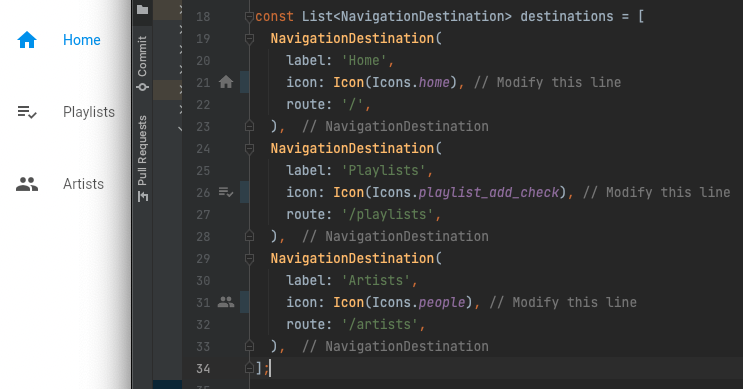 Home
Playlists
Artists
Commit
Pull Requests
18 const List<NavigationDestination> destinations = [
19 NavigationDestination(
20 label: 'Home',
21 icon: Icon(Icons.home), // Modify this line
22 route: '/',
23 ), // NavigationDestination
24 NavigationDestination(
25 label: 'Playlists',
26 icon: Icon(Icons.playlist_add_check), // Modify this line
27 route: '/playlists',
28 ), // NavigationDestination
29 NavigationDestination(
30 label: 'Artists',
31 icon: Icon(Icons.people), // Modify this line
32 route: '/artists',
33 ), // NavigationDestination
34 ];
35